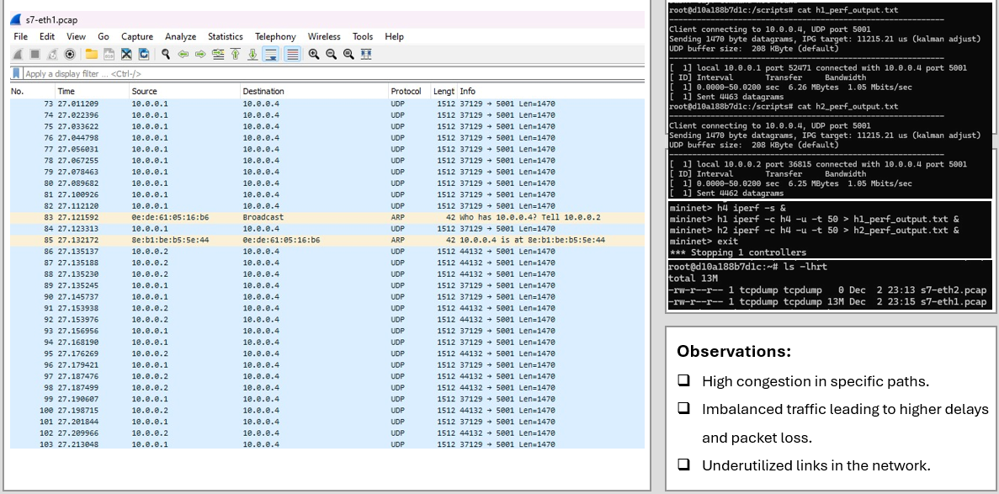 s7-eth1.pcap
File Edit View Go Capture Analyze Statistics Telephony Wireless Tools Help
Apply a display filter ... <Ctrl-/>
No. Time Source Destination Protocol Lengt Info
73 27.011209 10.0.0.1 10.0.0.4 UDP 1512 37129 → 5001 Len=1470
74 27.022396 10.0.0.1 10.0.0.4 UDP 1512 37129 → 5001 Len=1470
75 27.033622 10.0.0.1 10.0.0.4 UDP 1512 37129 → 5001 Len=1470
76 27.044798 10.0.0.1 10.0.0.4 UDP 1512 37129 → 5001 Len=1470
77 27.056031 10.0.0.1 10.0.0.4 UDP 1512 37129 → 5001 Len=1470
78 27.067255 10.0.0.1 10.0.0.4 UDP 1512 37129 → 5001 Len=1470
79 27.078463 10.0.0.1 10.0.0.4 UDP 1512 37129 → 5001 Len=1470
80 27.089682 10.0.0.1 10.0.0.4 UDP 1512 37129 → 5001 Len=1470
81 27.100926 10.0.0.1 10.0.0.4 UDP 1512 37129 → 5001 Len=1470
82 27.112120 10.0.0.1 10.0.0.4 UDP 1512 37129 → 5001 Len=1470
83 27.121592 0e:de:61:05:16:b6 Broadcast ARP 42 Who has 10.0.0.4? Tell 10.0.0.2
84 27.123313 10.0.0.1 10.0.0.4 UDP 1512 37129 → 5001 Len=1470
85 27.132172 8e:b1:be:b5:5e:44 0e:de:61:05:16:b6 ARP 42 10.0.0.4 is at 8e:b1:be:b5:5e:44
86 27.135137 10.0.0.2 10.0.0.4 UDP 1512 44132 → 5001 Len=1470
87 27.135188 10.0.0.2 10.0.0.4 UDP 1512 44132 → 5001 Len=1470
88 27.135230 10.0.0.2 10.0.0.4 UDP 1512 44132 → 5001 Len=1470
89 27.135245 10.0.0.1 10.0.0.4 UDP 1512 37129 → 5001 Len=1470
90 27.145737 10.0.0.1 10.0.0.4 UDP 1512 37129 → 5001 Len=1470
91 27.153938 10.0.0.2 10.0.0.4 UDP 1512 44132 → 5001 Len=1470
92 27.153976 10.0.0.2 10.0.0.4 UDP 1512 44132 → 5001 Len=1470
93 27.156956 10.0.0.1 10.0.0.4 UDP 1512 37129 → 5001 Len=1470
94 27.168190 10.0.0.1 10.0.0.4 UDP 1512 37129 → 5001 Len=1470
95 27.176269 10.0.0.2 10.0.0.4 UDP 1512 44132 → 5001 Len=1470
96 27.179421 10.0.0.1 10.0.0.4 UDP 1512 37129 → 5001 Len=1470
97 27.187476 10.0.0.2 10.0.0.4 UDP 1512 44132 → 5001 Len=1470
98 27.187499 10.0.0.2 10.0.0.4 UDP 1512 44132 → 5001 Len=1470
99 27.190607 10.0.0.1 10.0.0.4 UDP 1512 37129 → 5001 Len=1470
100 27.198715 10.0.0.2 10.0.0.4 UDP 1512 44132 → 5001 Len=1470
101 27.201844 10.0.0.1 10.0.0.4 UDP 1512 37129 → 5001 Len=1470
102 27.209966 10.0.0.2 10.0.0.4 UDP 1512 44132 → 5001 Len=1470
103 27.213048 10.0.0.1 10.0.0.4 UDP 1512 37129 → 5001 Len=1470
root@d10a188b7d1c:/scripts# cat h1_perf_output.txt
------------------------------------------------------------
Client connecting to 10.0.0.4, UDP port 5001
Sending 1470 byte datagrams, IPG target: 11215.21 us (kalman adjust)
UDP buffer size: 208 KByte (default)
------------------------------------------------------------
[ 1] local 10.0.0.1 port 52471 connected with 10.0.0.4 port 5001
[ ID] Interval Transfer Bandwidth
[ 1] 0.0000-50.0200 sec 6.26 MBytes 1.05 Mbits/sec
[ 1] Sent 4463 datagrams
root@d10a188b7d1c:/scripts# cat h2_perf_output.txt
------------------------------------------------------------
Client connecting to 10.0.0.4, UDP port 5001
Sending 1470 byte datagrams, IPG target: 11215.21 us (kalman adjust)
UDP buffer size: 208 KByte (default)
------------------------------------------------------------
[ 1] local 10.0.0.2 port 36815 connected with 10.0.0.4 port 5001
[ ID] Interval Transfer Bandwidth
[ 1] 0.0000-50.0200 sec 6.25 MBytes 1.05 Mbits/sec
[ 1] Sent 4462 datagrams
mininet> h4 iperf -s &
mininet> h1 iperf -c h4 -u -t 50 > h1_perf_output.txt &
mininet> h2 iperf -c h4 -u -t 50 > h2_perf_output.txt &
mininet> exit
*** Stopping 1 controllers
root@d10a188b7d1c:~# ls -lhrt
total 13M
-rw-r--r-- 1 tcpdump tcpdump 0 Dec 2 23:13 s7-eth2.pcap
-rw-r--r-- 1 tcpdump tcpdump 13M Dec 2 23:15 s7-eth1.pcap
Observations:
❑ High congestion in specific paths.
❑ Imbalanced traffic leading to higher delays
and packet loss.
❑ Underutilized links in the network.